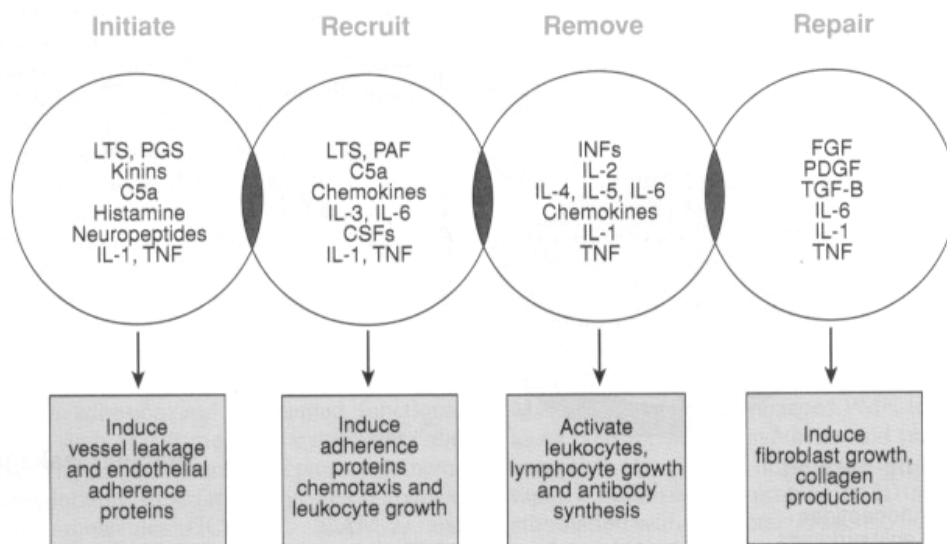 Initiate
Recruit
Remove
Repair
LTS, PGS
Kinins
C5a
Histamine
Neuropeptides
IL-1, TNF
LTS, PAF
C5a
Chemokines
IL-3, IL-6
CSFs
IL-1, TNF
INFs
IL-2
IL-4, IL-5, IL-6
Chemokines
IL-1
TNF
FGF
PDGF
TGF-B
IL-6
IL-1
TNF
Induce
vessel leakage
and endothelial
adherence
proteins
Induce
adherence
proteins
chemotaxis and
leukocyte growth
Activate
leukocytes,
lymphocyte growth
and antibody
synthesis
Induce
fibroblast growth,
collagen
production